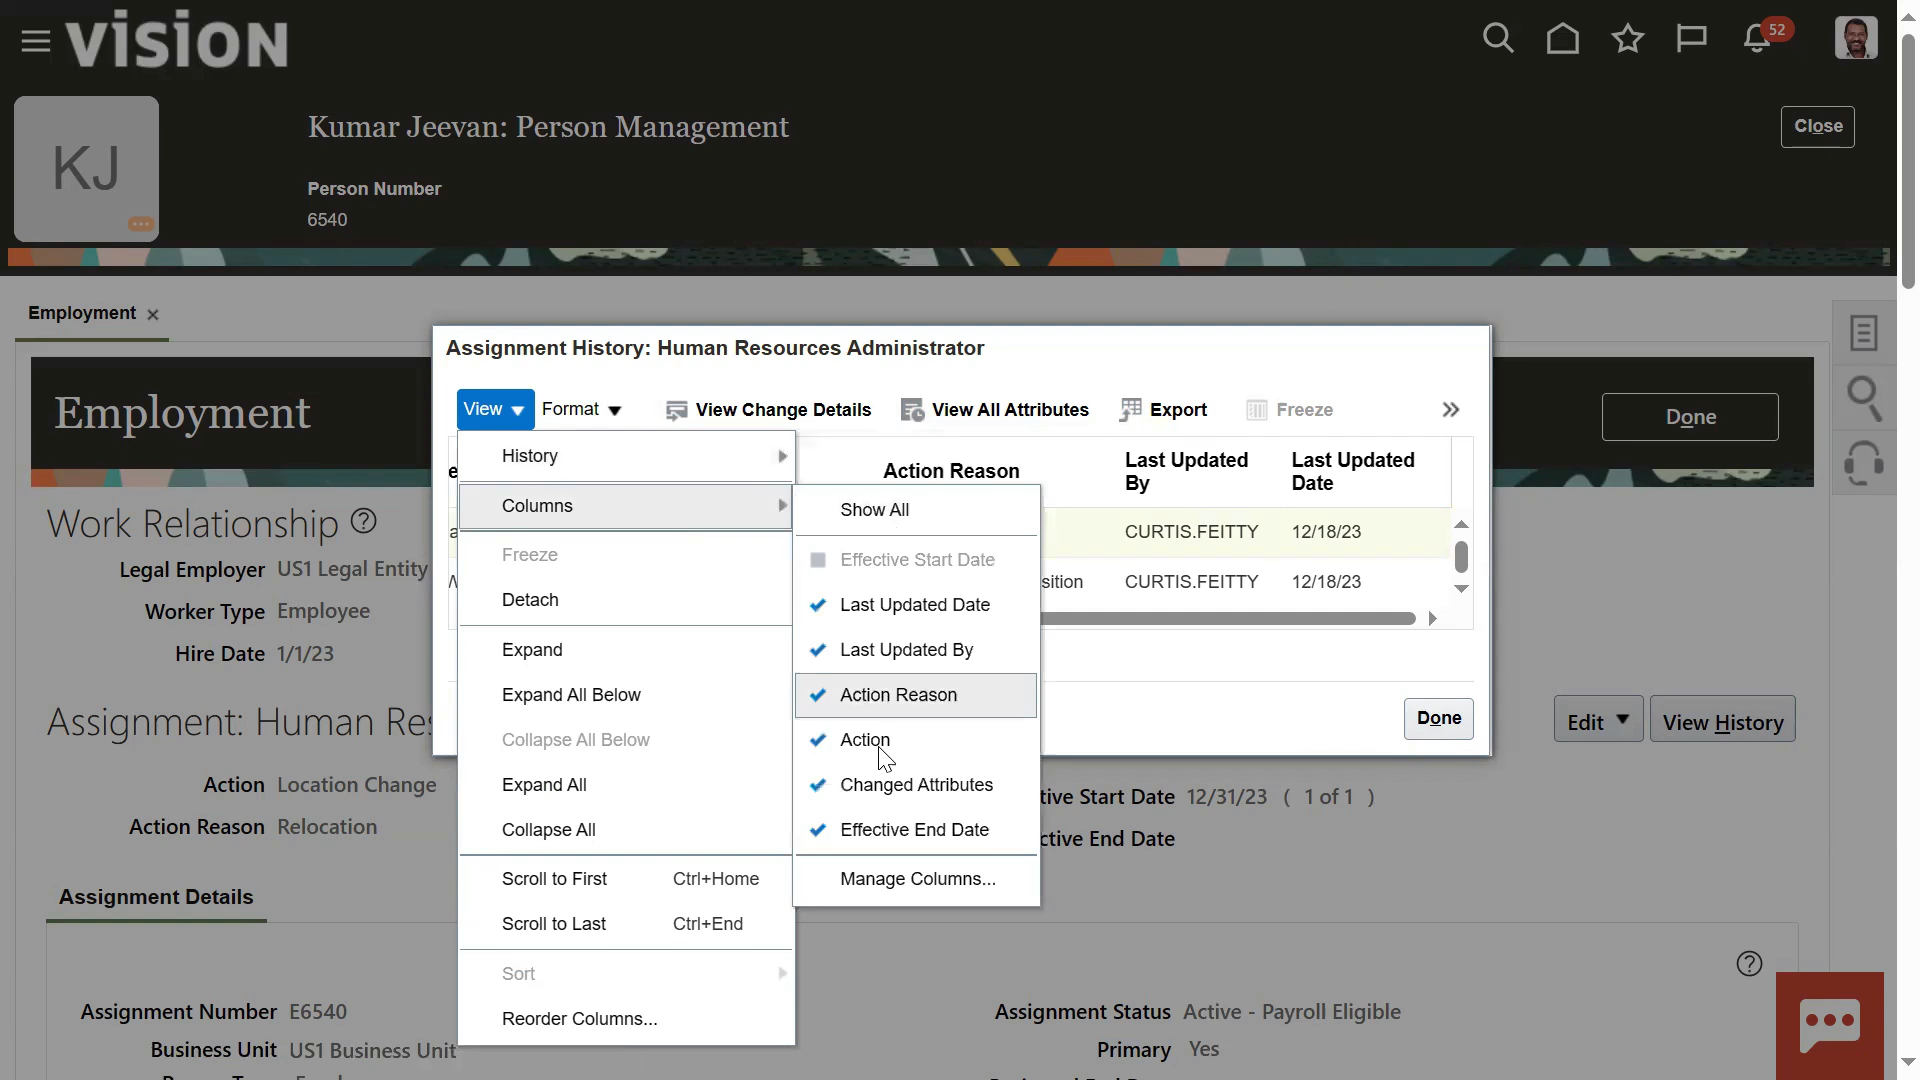 vision
52
KJ
Kumar Jeevan: Person Management
Close
Person Number
6540
Employment
Assignment History: Human Resources Administrator
Employment
View
Format
View Change Details
View All Attributes
Export
Freeze
Done
History
Action Reason
Last Updated By
Last Updated Date
Columns
Show All
Work Relationship
CURTIS.FEITTY
12/18/23
Legal Employer US1 Legal Entity
Freeze
Effective Start Date
sition
CURTIS.FEITTY
12/18/23
Worker Type Employee
Detach
Last Updated Date
Hire Date 1/1/23
Expand
Last Updated By
Expand All Below
Action Reason
Assignment: Human Re
Collapse All Below
Action
Done
Edit
View History
Action Location Change
Expand All
Changed Attributes
tive Start Date 12/31/23 ( 1 of 1 )
Action Reason Relocation
Collapse All
Effective End Date
ctive End Date
Scroll to First Ctrl+Home
Manage Columns...
Assignment Details
Scroll to Last Ctrl+End
Sort
Reorder Columns...
Assignment Number E6540
Assignment Status Active - Payroll Eligible
Business Unit US1 Business Unit
Primary Yes